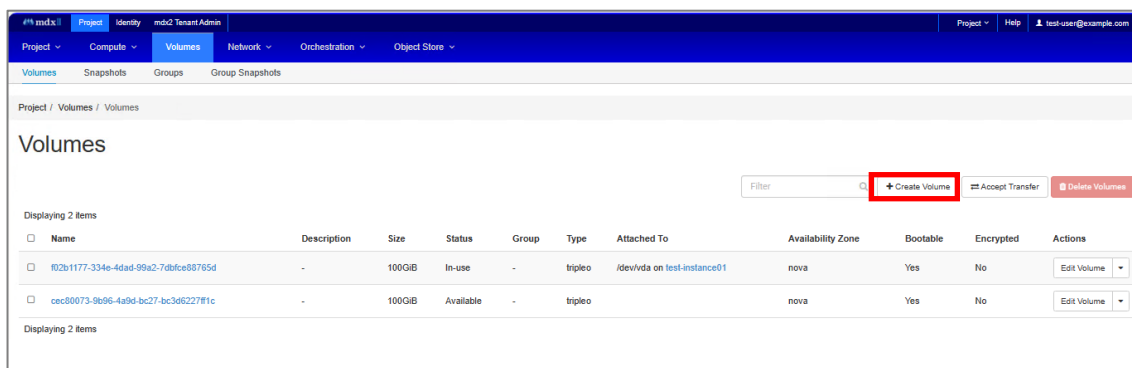 mdx II Project Identity mdx2 Tenant Admin Project Help test-user@example.com
Project Compute Volumes Network Orchestration Object Store
Volumes Snapshots Groups Group Snapshots
Project / Volumes / Volumes
Volumes
Filter + Create Volume Accept Transfer Delete Volumes
Displaying 2 items
Name Description Size Status Group Type Attached To Availability Zone Bootable Encrypted Actions
f02b1177-334e-4dad-99a2-7dbfce88765d - 100GiB In-use - tripleo /dev/vda on test-instance01 nova Yes No Edit Volume
cec80073-9b96-4a9d-bc27-bc3d6227ff1c - 100GiB Available - tripleo nova Yes No Edit Volume
Displaying 2 items